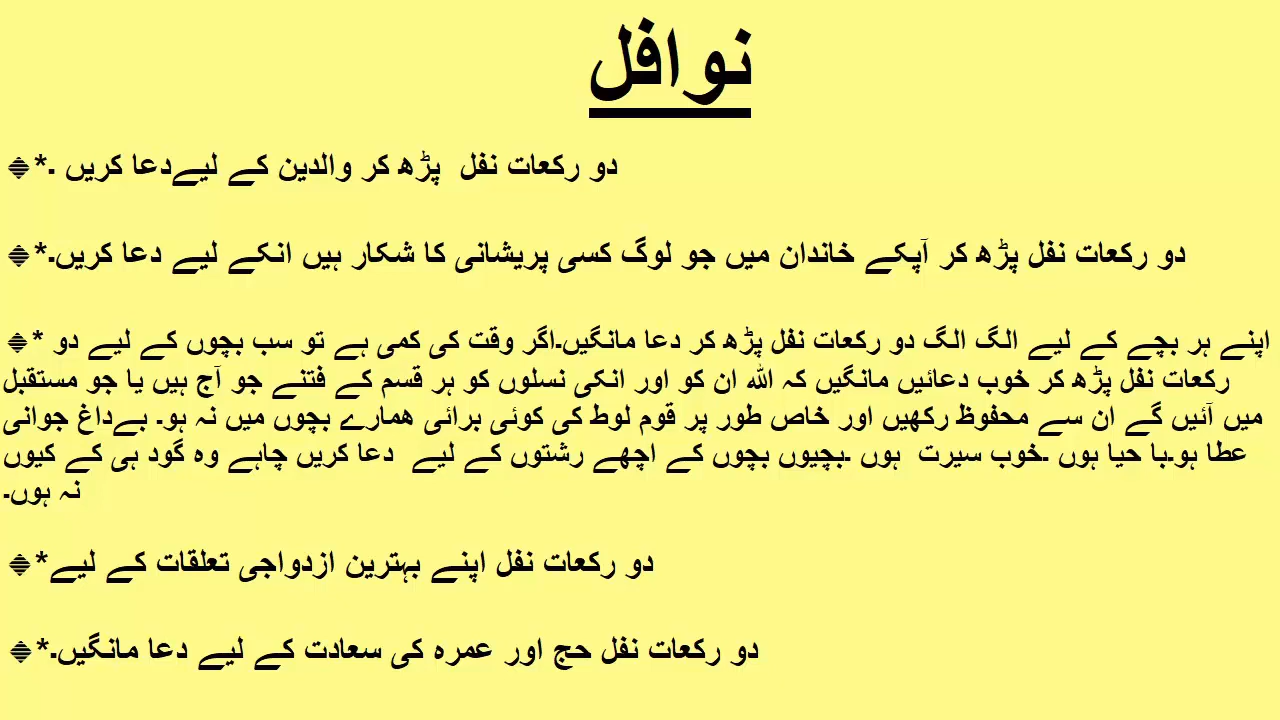 نوافل
*دو رکعات نفل پڑھ کر والدین کے لیےدعا کریں ۔
*دو رکعات نفل پڑھ کر آپکے خاندان میں جو لوگ کسی پریشانی کا شکار ہیں انکے لیے دعا کریں۔
* اپنے ہر بچے کے لیے الگ الگ دو رکعات نفل پڑھ کر دعا مانگیں۔اگر وقت کی کمی ہے تو سب بچوں کے لیے دو
رکعات نفل پڑھ کر خوب دعائیں مانگیں کہ الله ان کو اور انکی نسلوں کو ہر قسم کے فتنے جو آج ہیں یا جو مستقبل
میں آئیں گے ان سے محفوظ رکھیں اور خاص طور پر قوم لوط کی کوئی برائی ھمارے بچوں میں نہ ہو۔ بےداغ جوانی
عطا ہو۔با حیا ہوں ۔خوب سیرت ہوں ۔بچیوں بچوں کے اچھے رشتوں کے لیے دعا کریں چاہے وہ گود ہی کے کیوں
نہ ہوں۔
*دو رکعات نفل اپنے بہترین ازدواجی تعلقات کے لیے
*دو رکعات نفل حج اور عمرہ کی سعادت کے لیے دعا مانگیں۔